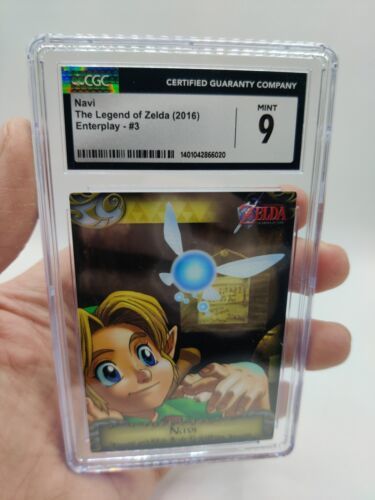 CGC
CERTIFIED GUARANTY COMPANY
Navi
The Legend of Zelda (2016)
Enterplay - #3
MINT
9
1401042866020
ZELDA
NAVI